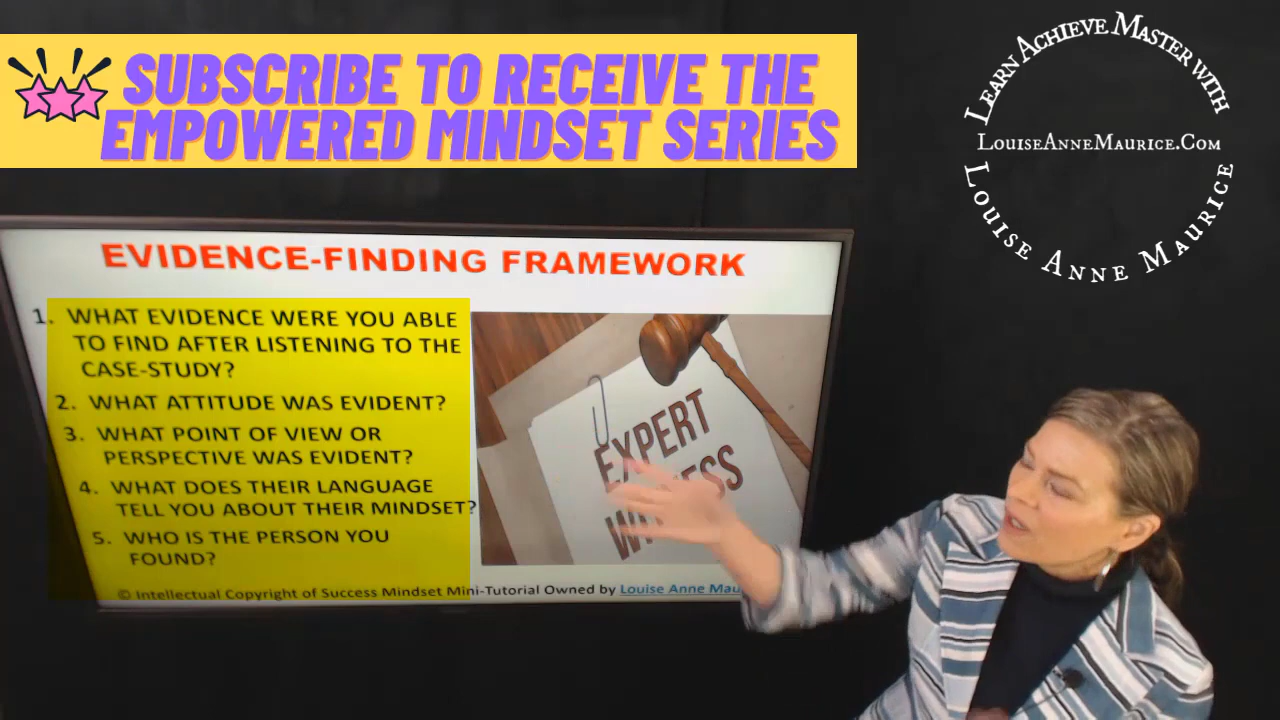 SUBSCRIBE TO RECEIVE THE
EMPOWERED MINDSET SERIES
LEARN ACHIEVE MASTER WITH
LOUISEANNEMAURICE.COM
LOUISE ANNE MAURICE
EVIDENCE-FINDING FRAMEWORK
1. WHAT EVIDENCE WERE YOU ABLE
TO FIND AFTER LISTENING TO THE
CASE-STUDY?
2. WHAT ATTITUDE WAS EVIDENT?
3. WHAT POINT OF VIEW OR
PERSPECTIVE WAS EVIDENT?
4. WHAT DOES THEIR LANGUAGE
TELL YOU ABOUT THEIR MINDSET?
5. WHO IS THE PERSON YOU
FOUND?
EXPERT
© Intellectual Copyright of Success Mindset Mini-Tutorial Owned by Louise Anne